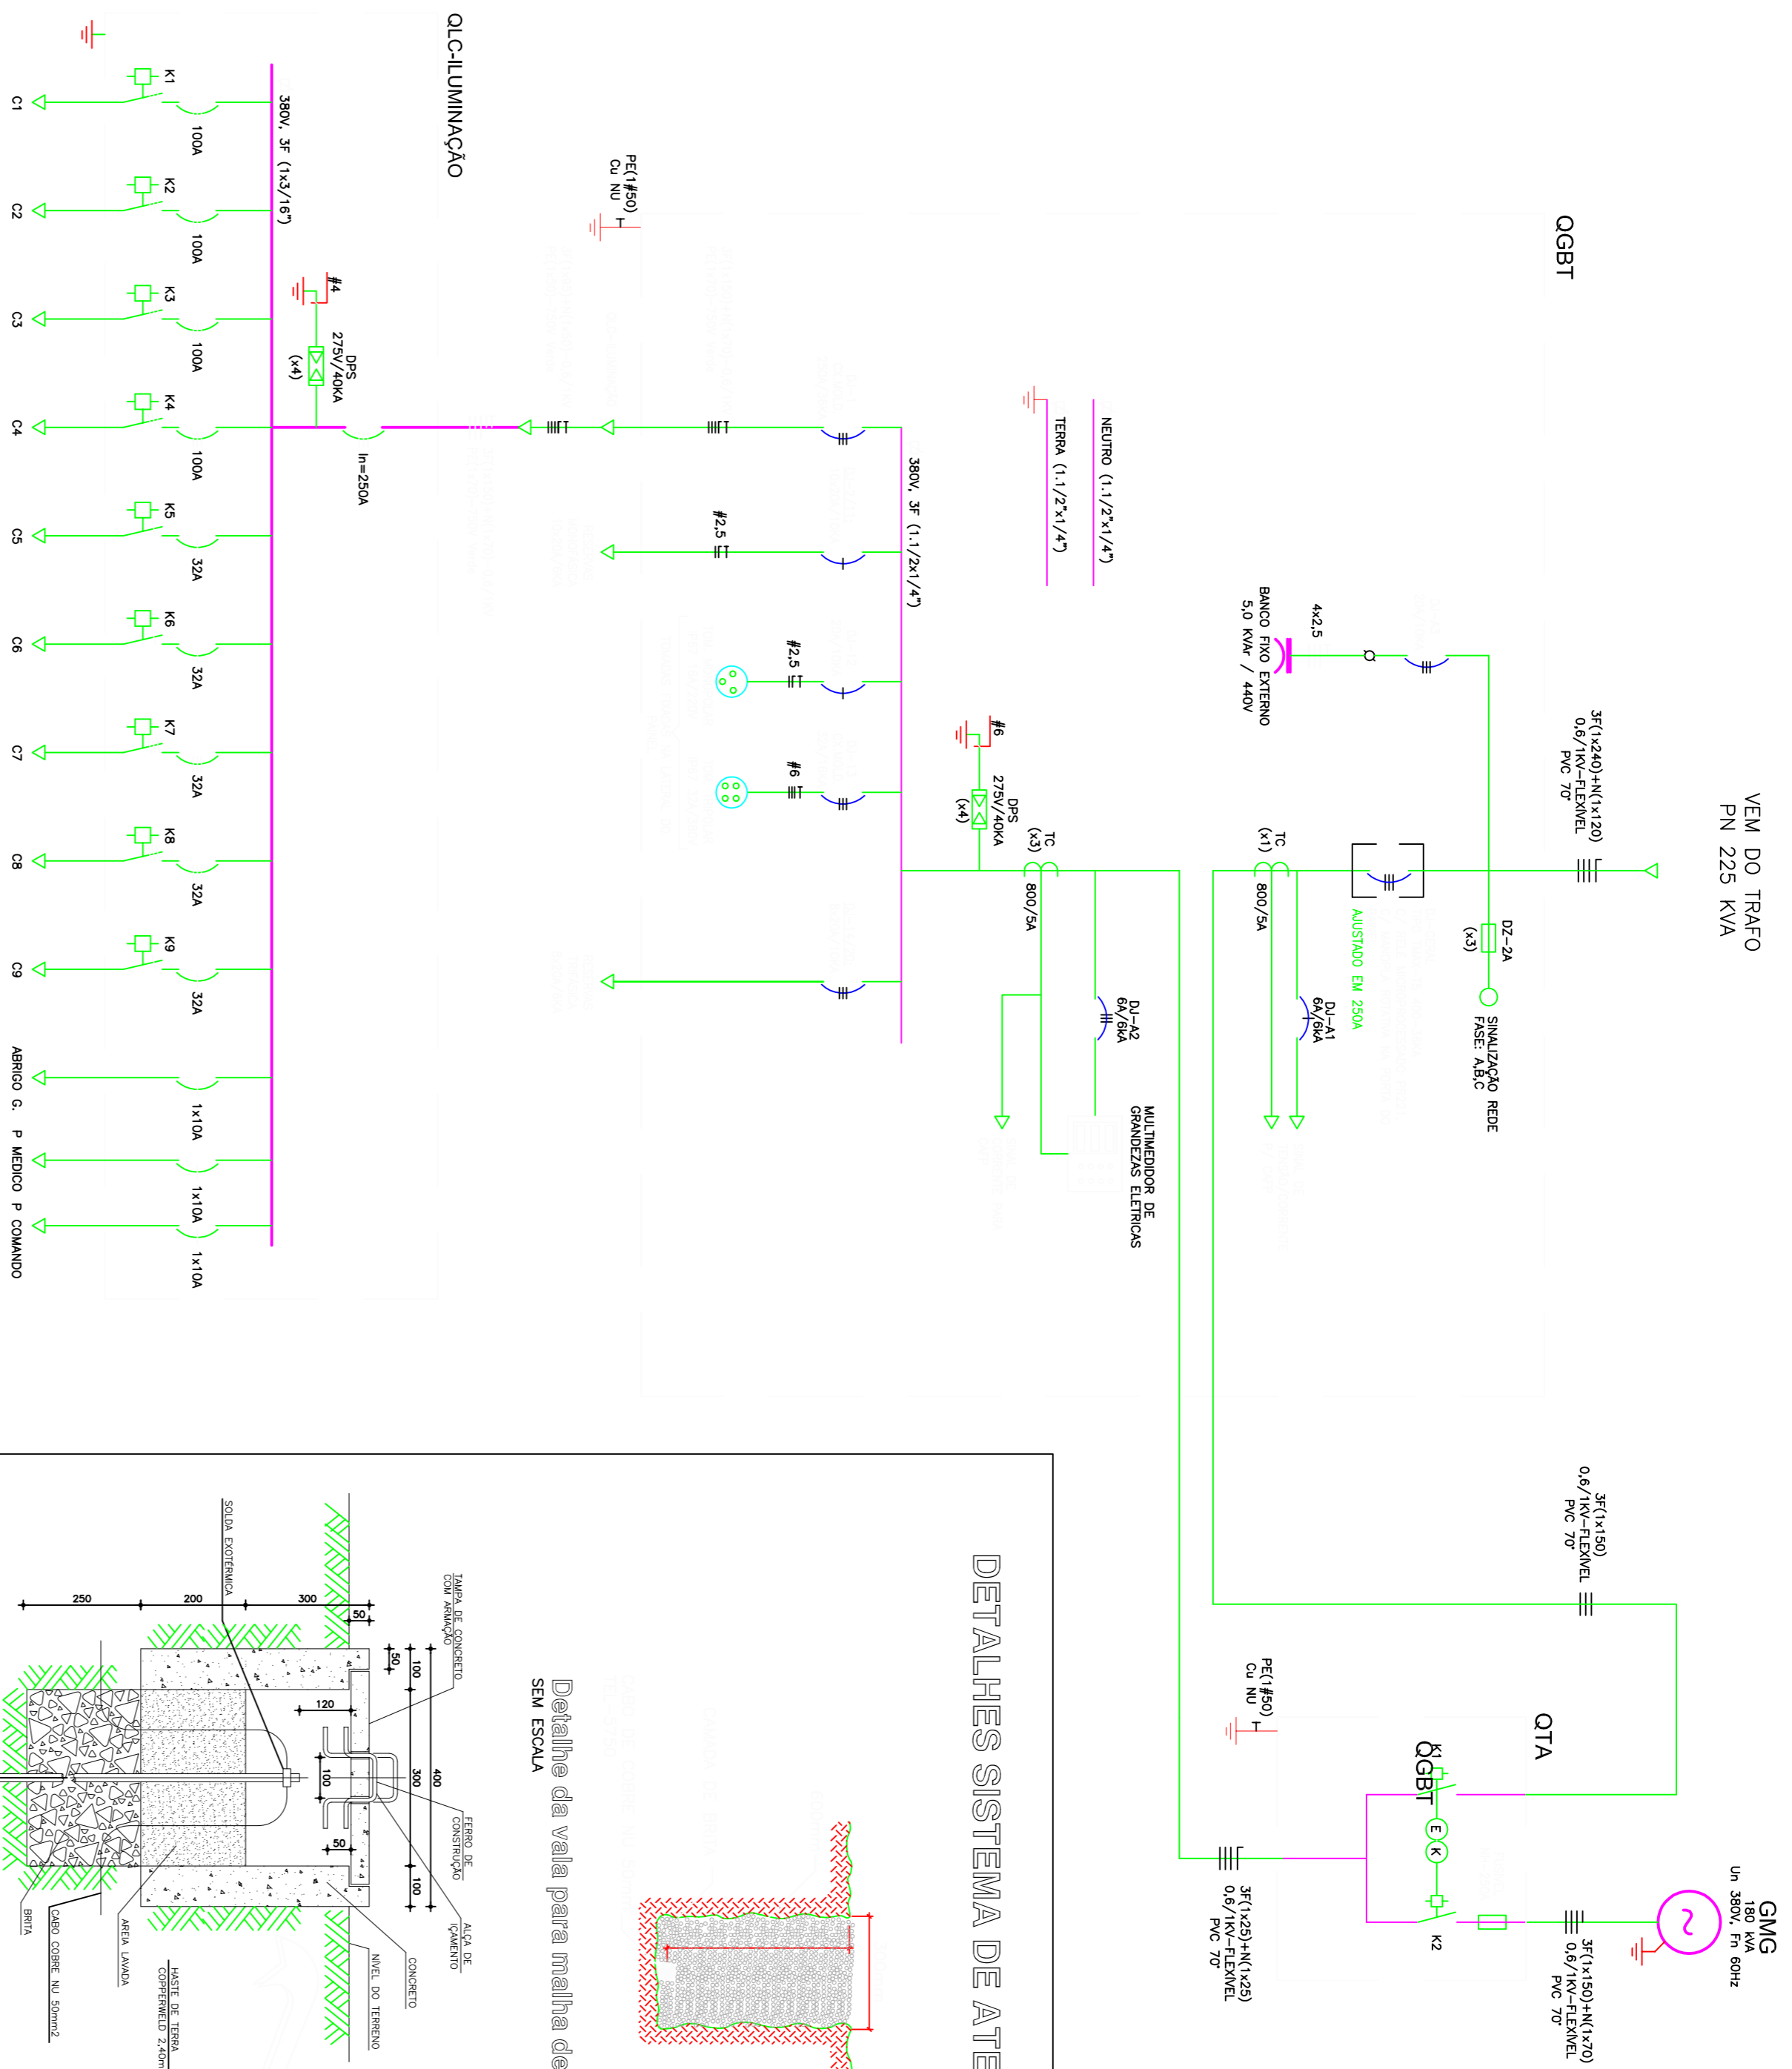 VEM DO TRAFO
PN 225 KVA
3F(1x240)+N(1x120)
0,6/1KV-FLEXIVEL
PVC 70°
QGBT
4x2,5
BANCO FIXO EXTERNO
5,0 KVAr / 440V
DZ-2A
(x3)
SINALIZAÇÃO REDE
FASE: A,B,C
AJUSTADO EM 250A
TC
(x1)
800/5A
DJ-A1
6A/6kA
NEUTRO (1.1/2"x1/4")
TERRA (1.1/2"x1/4")
TC
(x3)
800/5A
DJ-A2
6A/6kA
MULTIMEDIDOR DE
GRANDEZAS ELETRICAS
#6
DPS
275V/40KA
(x4)
380V, 3F (1.1/2x1/4")
#2,5
#2,5
#6
PE(1#50)
Cu NU
QLC-ILUMINAÇÃO
In=250A
#4
DPS
275V/40KA
(x4)
380V, 3F (1x3/16")
K1
100A
K2
100A
K3
100A
K4
100A
K5
32A
K6
32A
K7
32A
K8
32A
K9
32A
1x10A
1x10A
1x10A
C1
C2
C3
C4
C5
C6
C7
C8
C9
ABRIGO G.
P MEDICO
P COMANDO
GMG
180 kVA
Un 380V, Fn 60Hz
3F(1x150)+N(1x70)
0,6/1KV-FLEXIVEL
PVC 70°
3F(1x150)
0,6/1KV-FLEXIVEL
PVC 70°
QTA
K1
QGBT
E
K
K2
PE(1#50)
Cu NU
3F(1x25)+N(1x25)
0,6/1KV-FLEXIVEL
PVC 70°
DETALHES SISTEMA DE ATE
Detalhe da vala para malha de
SEM ESCALA
TAMPA DE CONCRETO
COM ARMAÇÃO
FERRO DE
CONSTRUÇÃO
ALÇA DE
IÇAMENTO
CONCRETO
NIVEL DO TERRENO
400
100
300
100
50
50
120
100
50
300
200
250
SOLDA EXOTÉRMICA
HASTE DE TERRA
COPPERWELD 2,40m
AREIA LAVADA
CABO COBRE NU 50mm2
BRITA